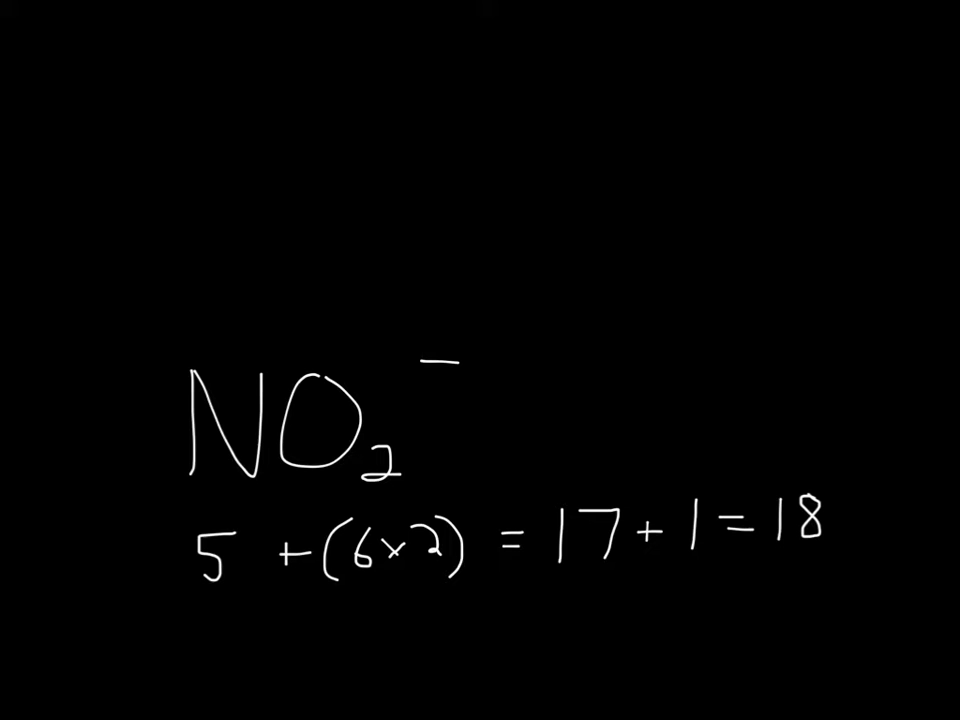 NO₂⁻
5 + (6×2) = 17 + 1 = 18